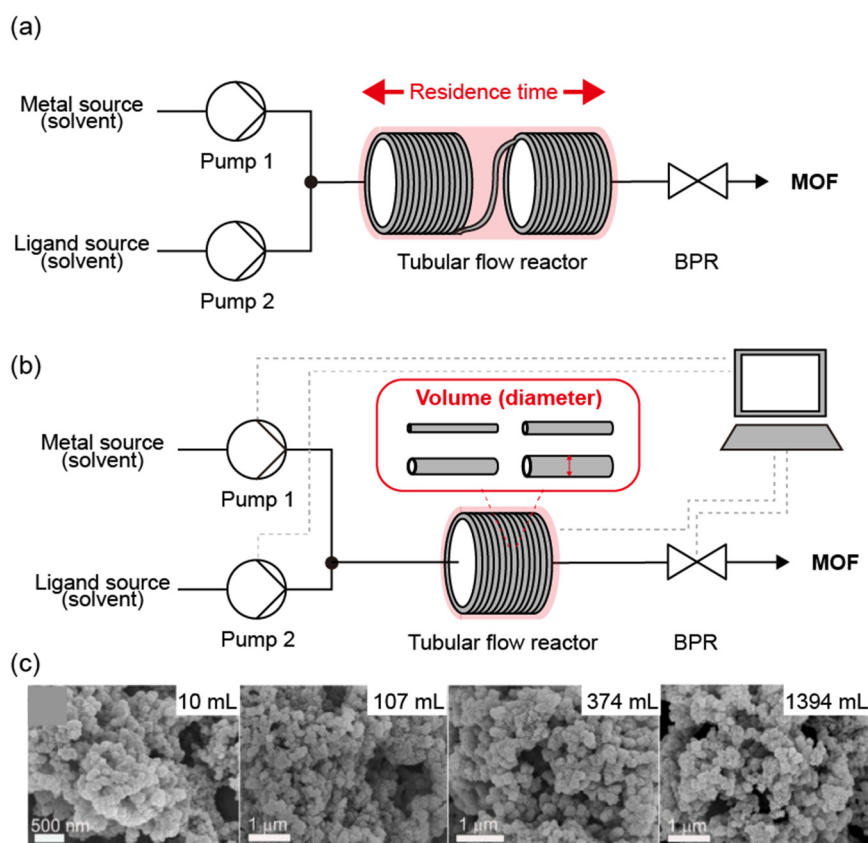 (a)
Residence time
Metal source
(solvent)
Pump 1
MOF
Ligand source
(solvent)
Pump 2
Tubular flow reactor
BPR
(b)
Volume (diameter)
Metal source
(solvent)
Pump 1
Ligand source
(solvent)
Pump 2
MOF
Tubular flow reactor
BPR
(c)
10 mL
107 mL
374 mL
1394 mL
500 nm
1 μm
1 μm
1 μm